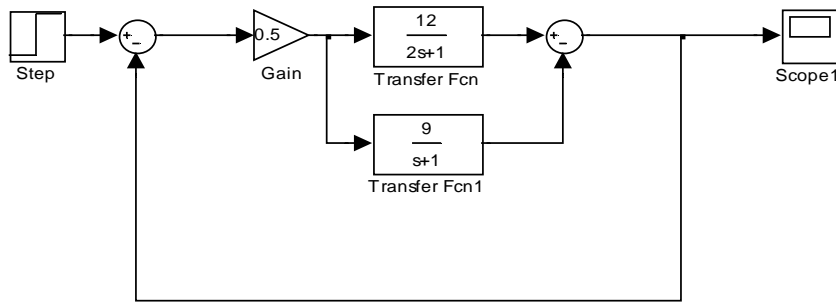 Step
+
−
0.5
Gain
12
2s+1
Transfer Fcn
9
s+1
Transfer Fcn1
+
−
Scope1